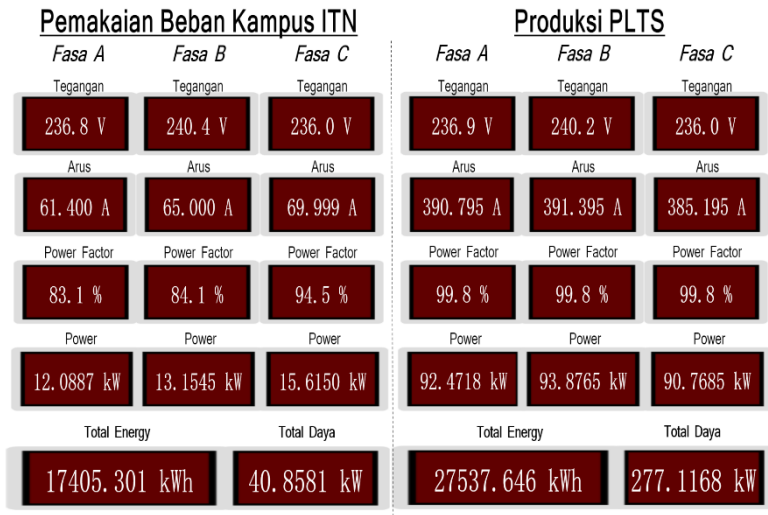 Pemakaian Beban Kampus ITN
Fasa A Fasa B Fasa C
Tegangan Tegangan Tegangan
236.8 V 240.4 V 236.0 V
Arus Arus Arus
61.400 A 65.000 A 69.999 A
Power Factor Power Factor Power Factor
83.1 % 84.1 % 94.5 %
Power Power Power
12.0887 kW 13.1545 kW 15.6150 kW
Total Energy Total Daya
17405.301 kWh 40.8581 kW
Produksi PLTS
Fasa A Fasa B Fasa C
Tegangan Tegangan Tegangan
236.9 V 240.2 V 236.0 V
Arus Arus Arus
390.795 A 391.395 A 385.195 A
Power Factor Power Factor Power Factor
99.8 % 99.8 % 99.8 %
Power Power Power
92.4718 kW 93.8765 kW 90.7685 kW
Total Energy Total Daya
27537.646 kWh 277.1168 kW